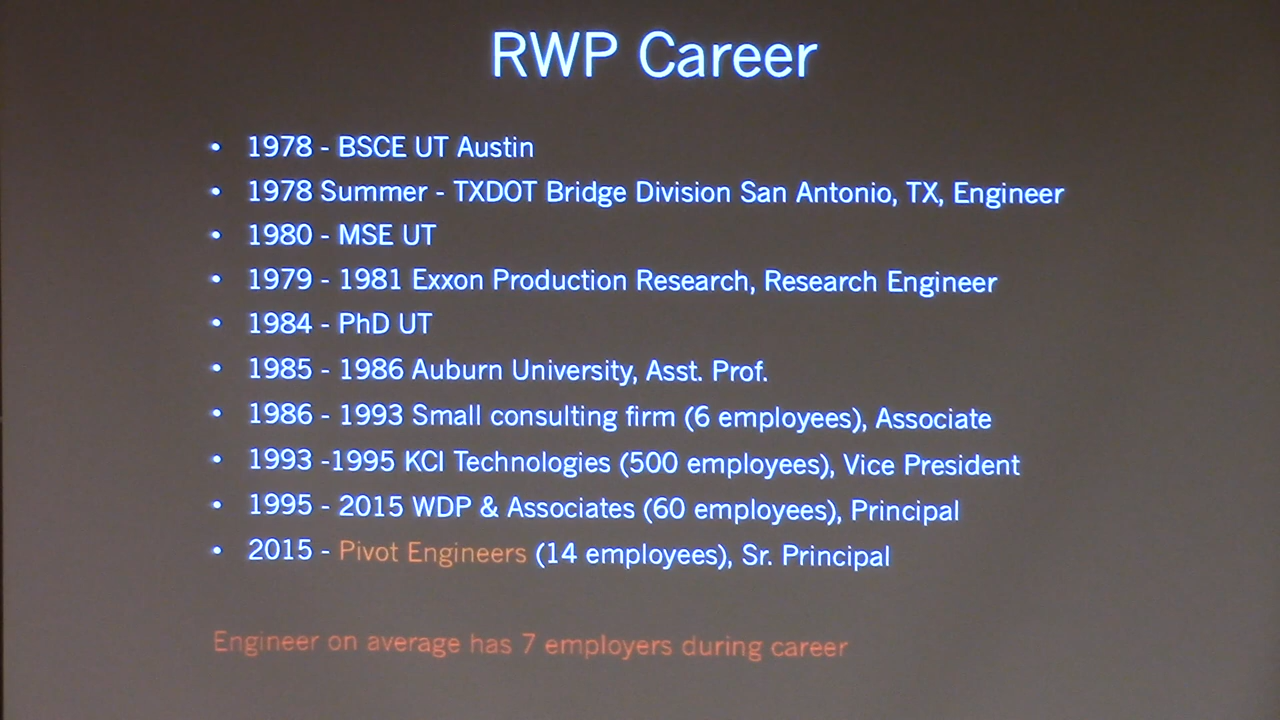 RWP Career
• 1978 - BSCE UT Austin
• 1978 Summer - TXDOT Bridge Division San Antonio, TX, Engineer
• 1980 - MSE UT
• 1979 - 1981 Exxon Production Research, Research Engineer
• 1984 - PhD UT
• 1985 - 1986 Auburn University, Asst. Prof.
• 1986 - 1993 Small consulting firm (6 employees), Associate
• 1993 -1995 KCI Technologies (500 employees), Vice President
• 1995 - 2015 WDP & Associates (60 employees), Principal
• 2015 - Pivot Engineers (14 employees), Sr. Principal
Engineer on average has 7 employers during career